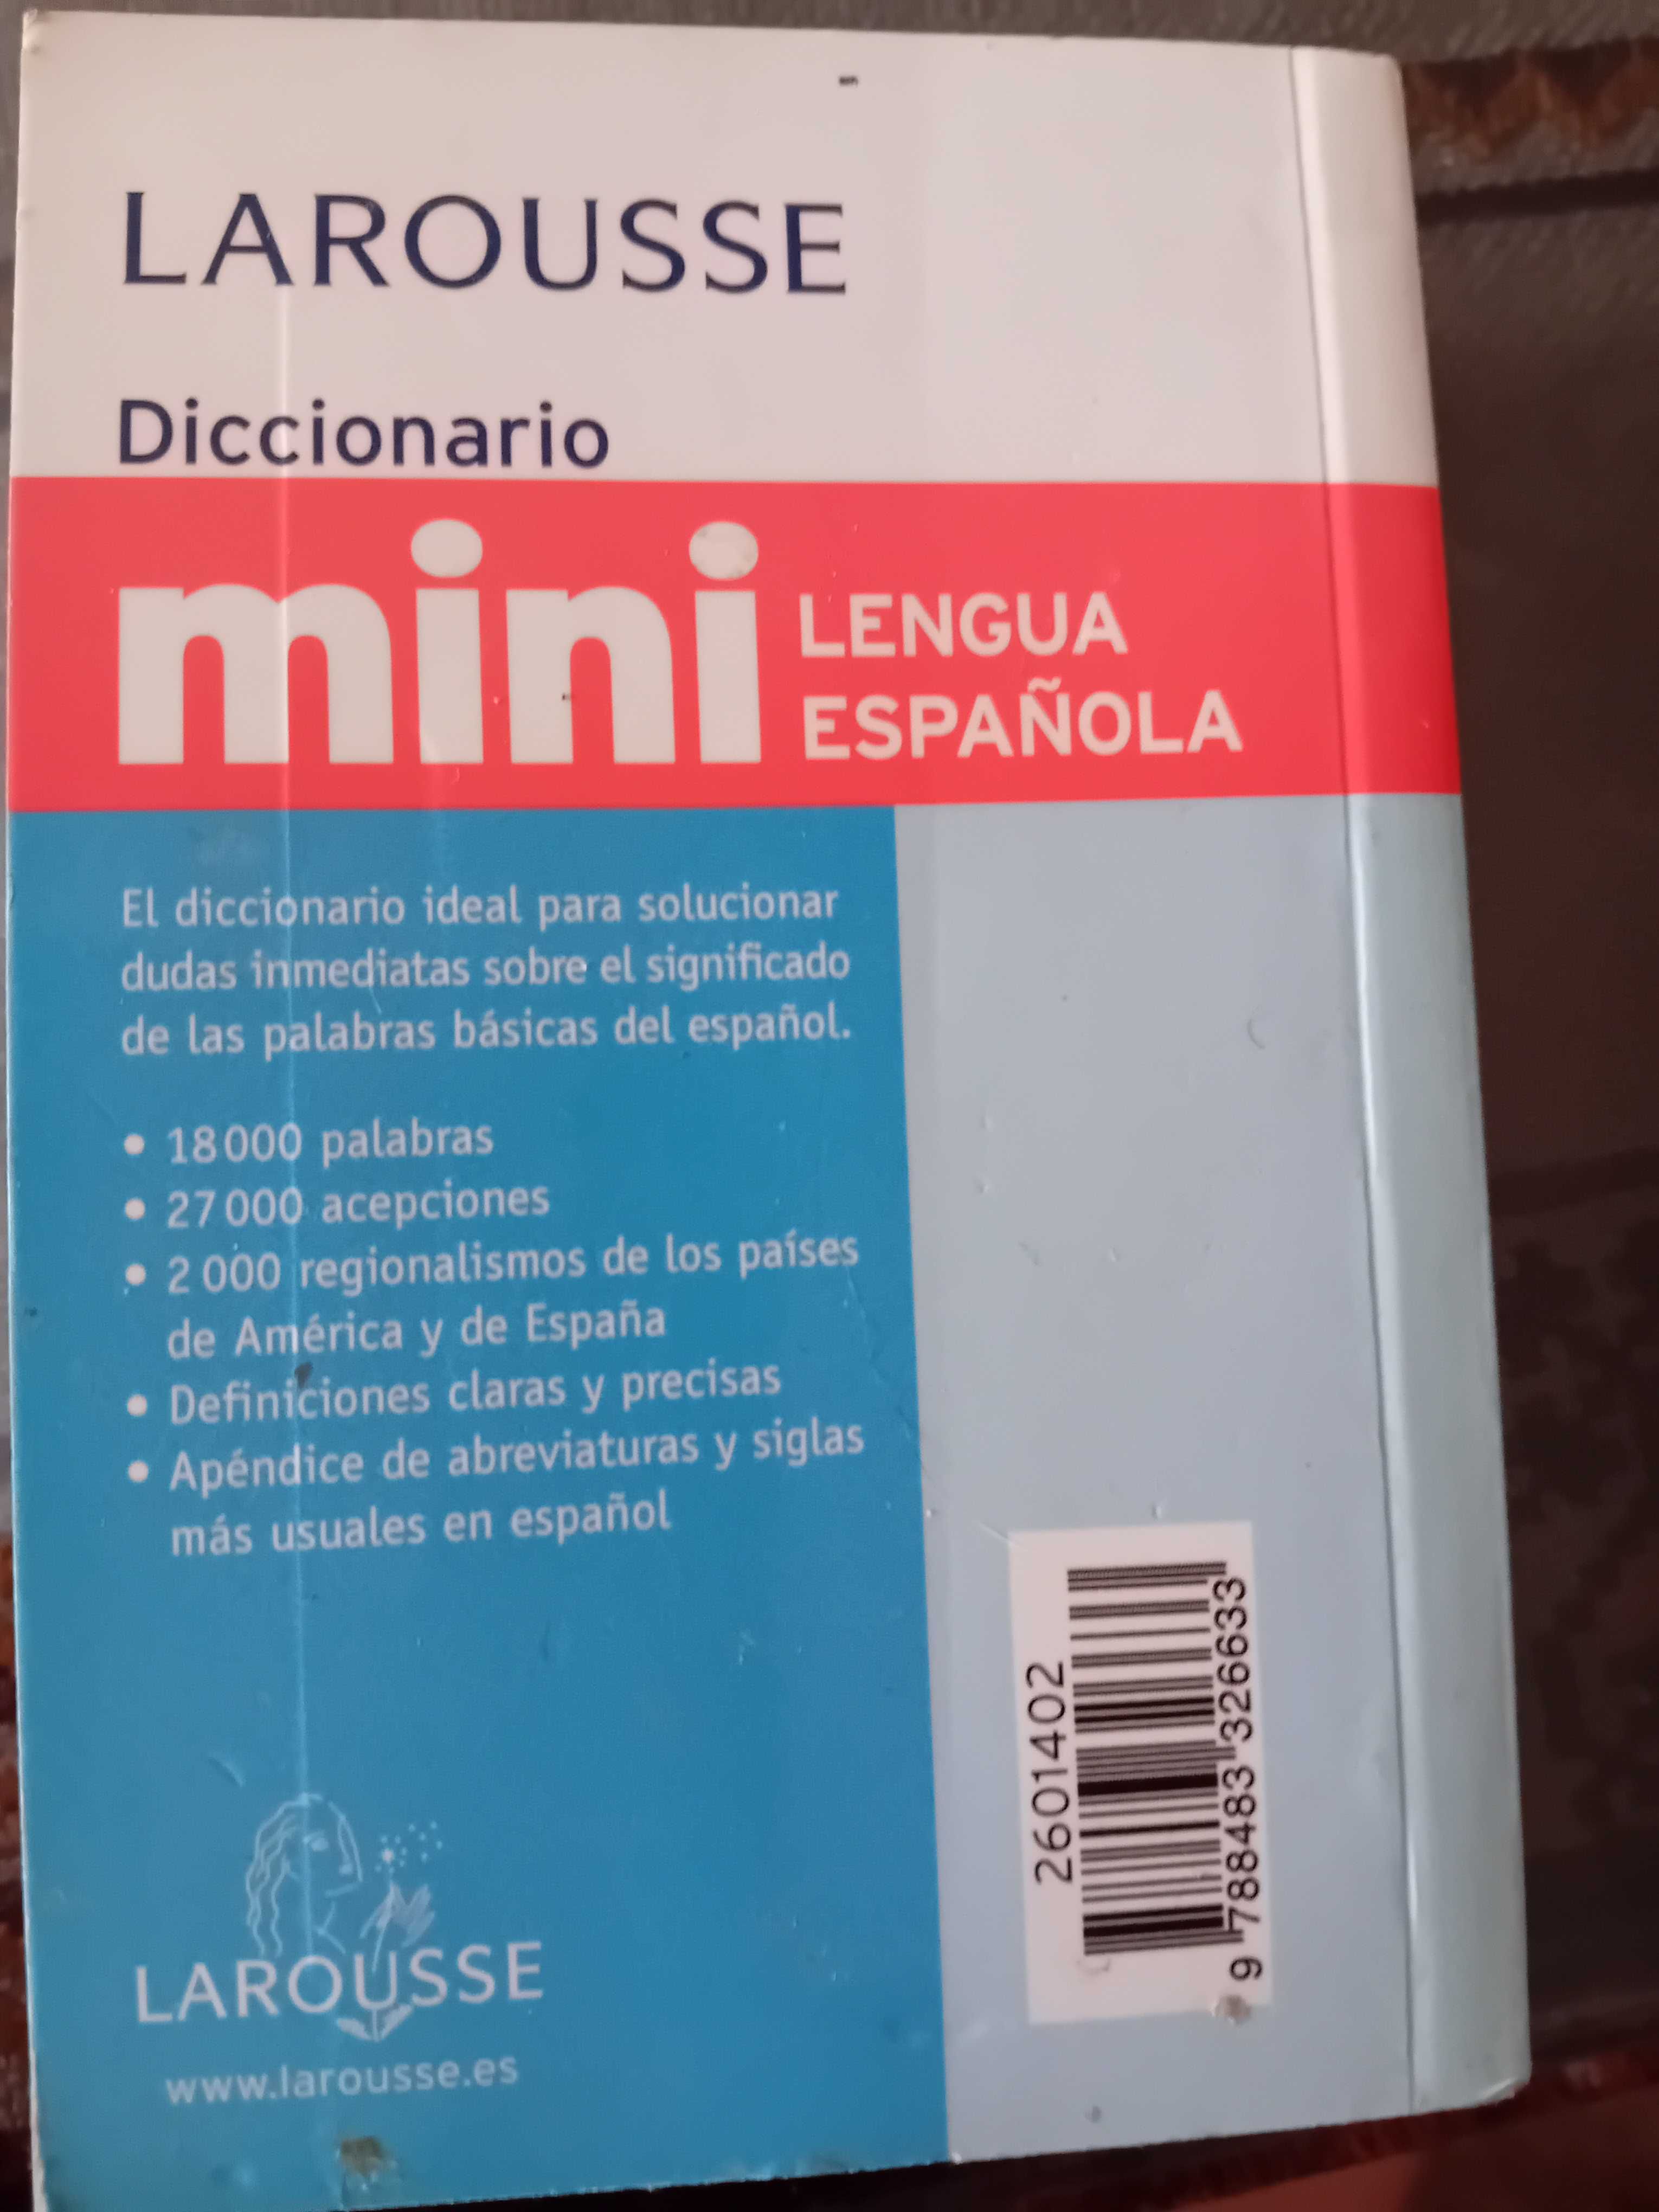 LAROUSSE
Diccionario
mini
LENGUA
ESPAÑOLA
El diccionario ideal para solucionar
dudas inmediatas sobre el significado
de las palabras básicas del español.
• 18 000 palabras
• 27 000 acepciones
• 2 000 regionalismos de los países
de América y de España
• Definiciones claras y precisas
• Apéndice de abreviaturas y siglas
más usuales en español
2601402
9 788483 326633
LAROUSSE
www.larousse.es